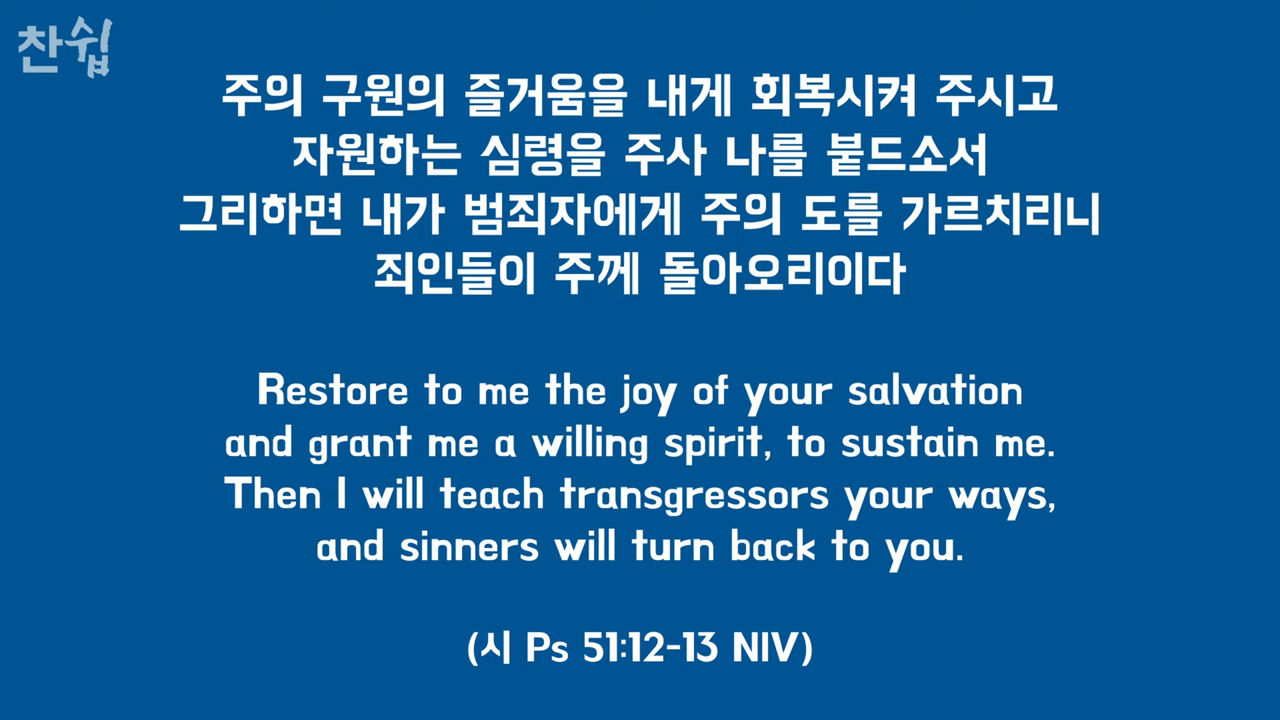 찬쉽
주의 구원의 즐거움을 내게 회복시켜 주시고
자원하는 심령을 주사 나를 붙드소서
그리하면 내가 범죄자에게 주의 도를 가르치리니
죄인들이 주께 돌아오리이다
Restore to me the joy of your salvation
and grant me a willing spirit, to sustain me.
Then I will teach transgressors your ways,
and sinners will turn back to you.
(시 Ps 51:12-13 NIV)